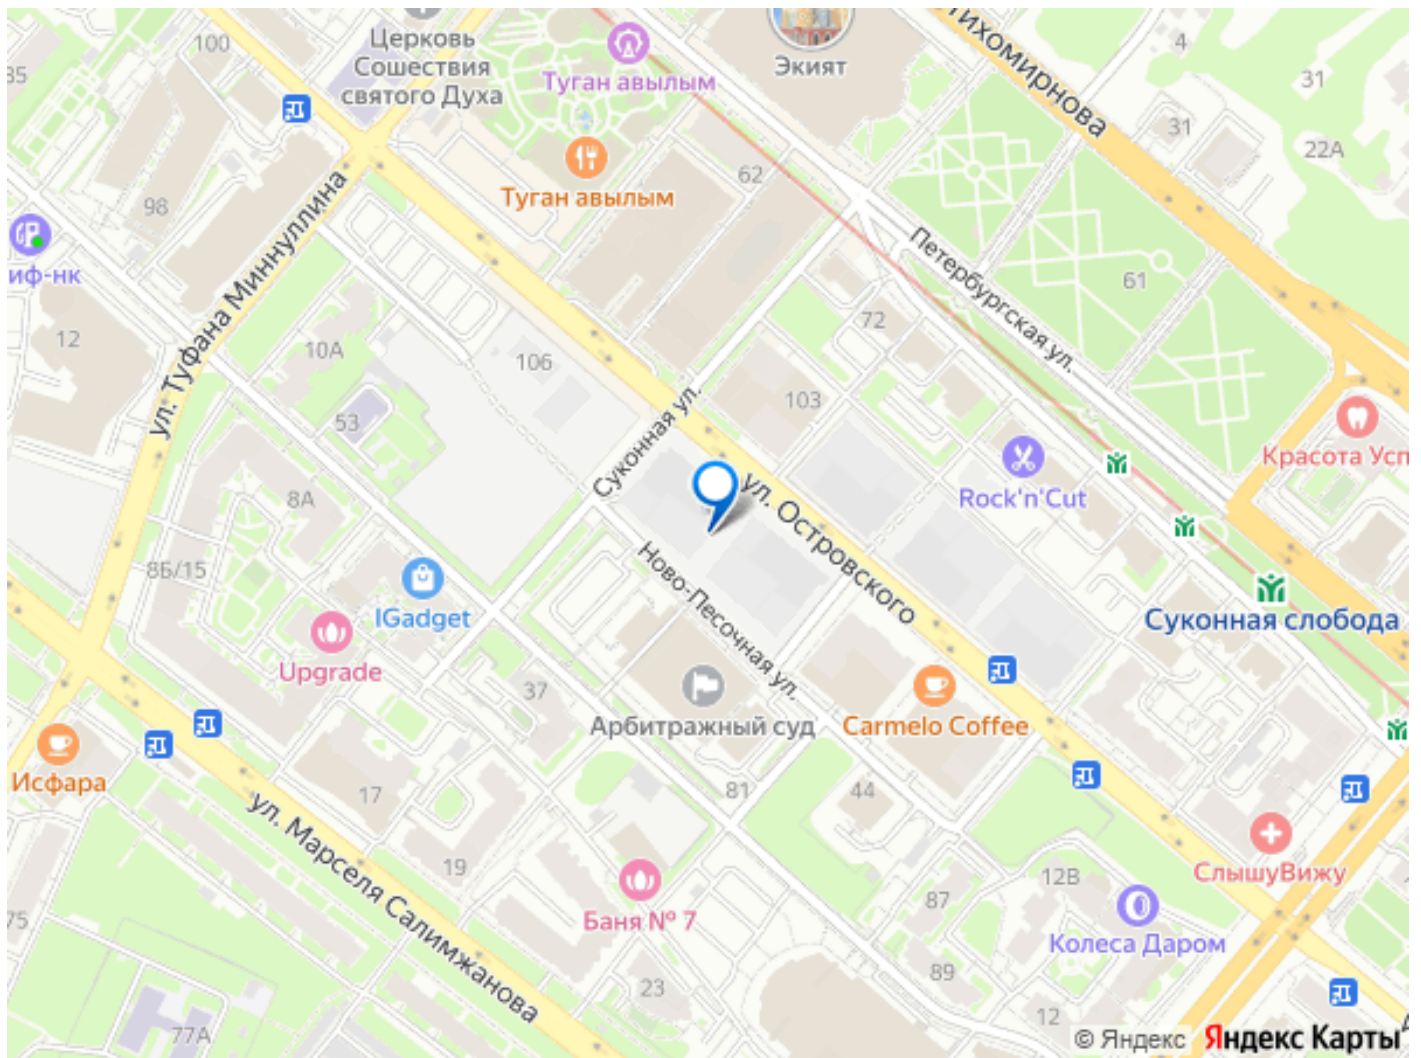 100
Церковь
Сошествия
святого Духа
35
Туган авылым
Экият
Тихомирнова
4
31
31
22А
62
Туган авылым
98
иф-нк
12
ул. Туфана Миннуллина
10А
106
53
72
Петербургская ул.
61
103
Суконная ул.
Красота Усп
Rock'n'Cut
8А
ул. Островского
8Б/15
IGadget
Ново-Песочная ул.
Суконная слобода
Upgrade
37
Арбитражный суд
Carmelo Coffee
Исфара
17
81
44
ул. Марселя Салимжанова
19
СлышуВижу
Баня № 7
87
12В
Колеса Даром
75
89
23
12
77А
© Яндекс Яндекс Карты